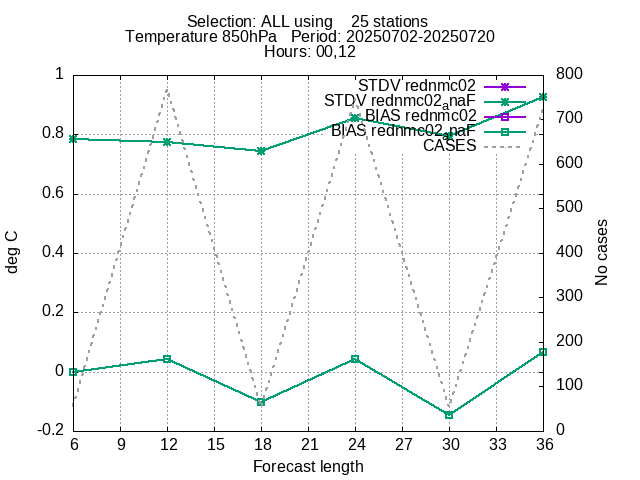 Selection: ALL using    25 stations
Temperature 850hPa   Period: 20250702-20250720
Hours: 00,12
1
0.8
0.6
0.4
0.2
0
-0.2
800
700
600
500
400
300
200
100
0
STDV rednmc02
STDV rednmc02anaF
BIAS rednmc02
BIAS rednmc02anaF
CASES
deg C
No cases
6 9 12 15 18 21 24 27 30 33 36
Forecast length